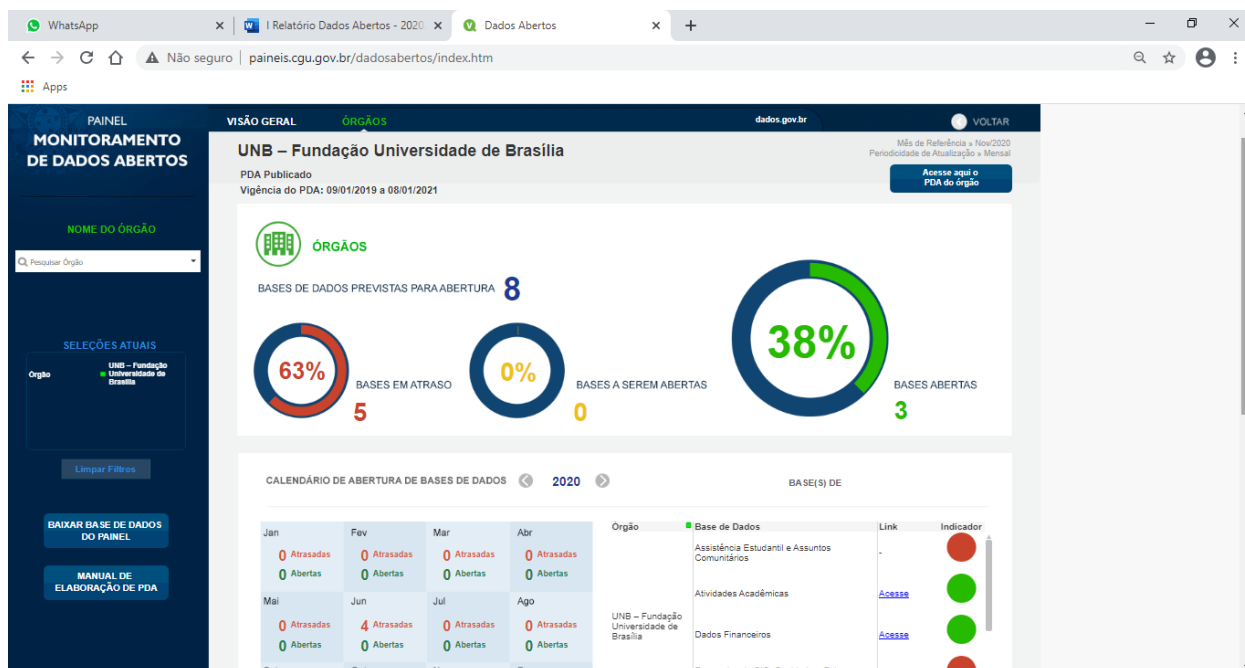 WhatsApp
I Relatório Dados Abertos - 2020
Dados Abertos
Não seguro | paineis.cgu.gov.br/dadosabertos/index.htm
Apps
PAINEL
MONITORAMENTO
DE DADOS ABERTOS
NOME DO ÓRGÃO
Pesquisar Órgão
SELEÇÕES ATUAIS
Orgão
UNB – Fundação
Universidade de
Brasília
Limpar Filtros
BAIXAR BASE DE DADOS
DO PAINEL
MANUAL DE
ELABORAÇÃO DE PDA
VISÃO GERAL ÓRGÃOS dados.gov.br VOLTAR
UNB – Fundação Universidade de Brasília
Mês de Referência » Nov/2020
Periodicidade de Atualização » Mensal
PDA Publicado
Vigência do PDA: 09/01/2019 a 08/01/2021
Acesse aqui o
PDA do órgão
ÓRGÃOS
BASES DE DADOS PREVISTAS PARA ABERTURA 8
63%
BASES EM ATRASO
5
0%
BASES A SEREM ABERTAS
0
38%
BASES ABERTAS
3
CALENDÁRIO DE ABERTURA DE BASES DE DADOS 2020
BASE(S) DE
Jan Fev Mar Abr
0 Atrasadas 0 Atrasadas 0 Atrasadas 0 Atrasadas
0 Abertas 0 Abertas 0 Abertas 0 Abertas
Mai Jun Jul Ago
0 Atrasadas 4 Atrasadas 0 Atrasadas 0 Atrasadas
0 Abertas 0 Abertas 0 Abertas 0 Abertas
Orgão Base de Dados Link Indicador
UNB – Fundação
Universidade de
Brasília
Assistência Estudantil e Assuntos
Comunitários
-
Atividades Acadêmicas Acesse
Dados Financeiros Acesse